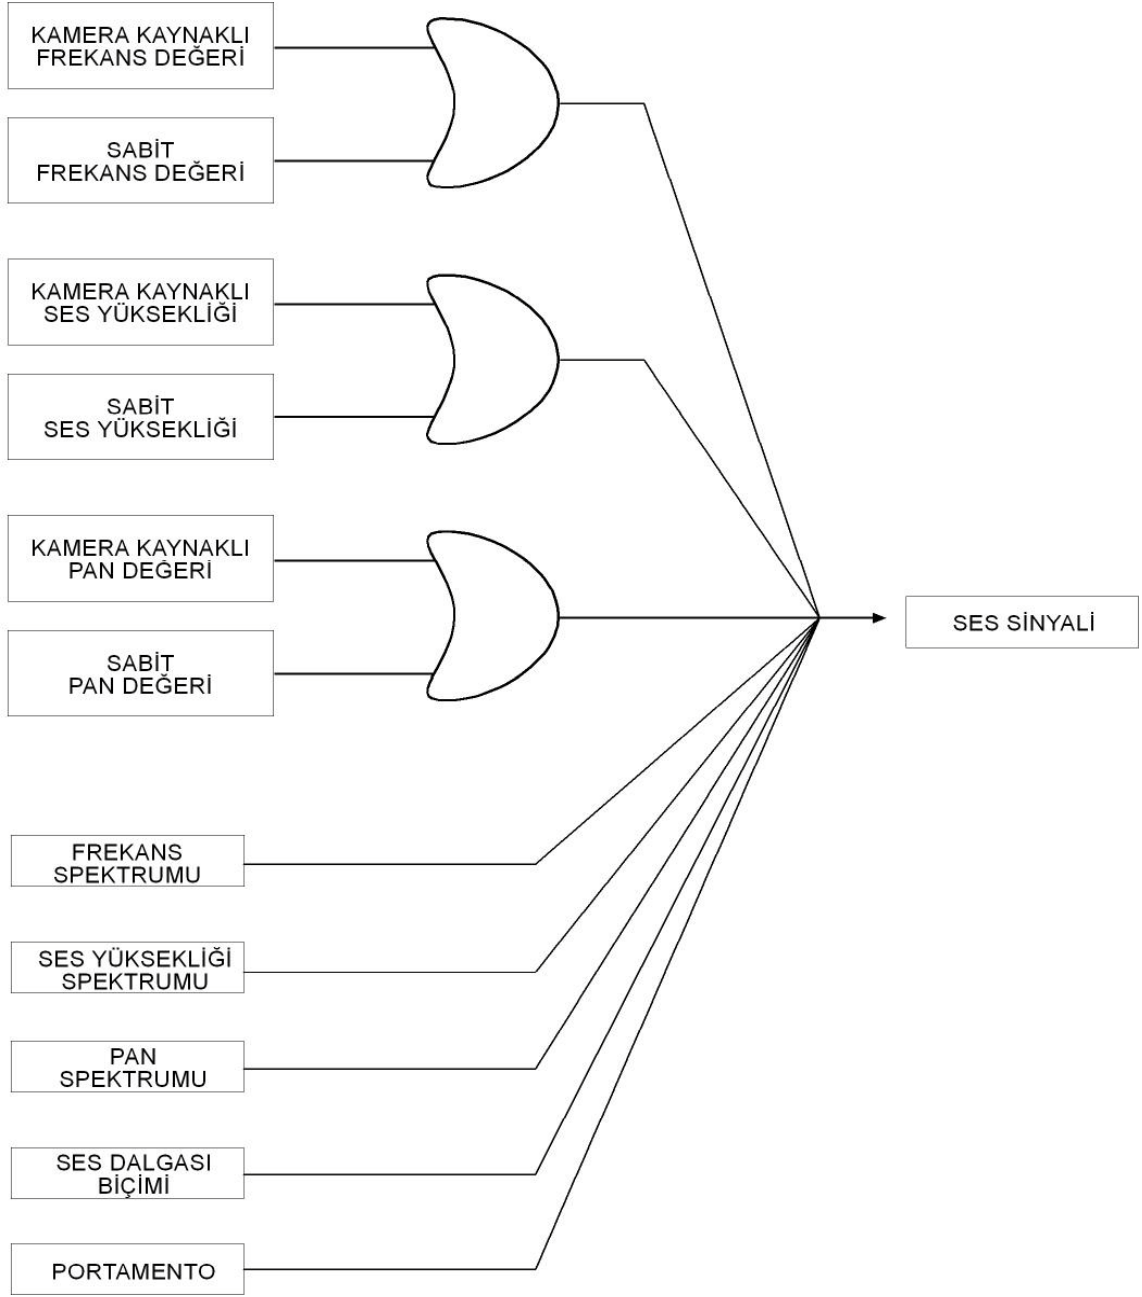 KAMERA KAYNAKLI
FREKANS DEĞERİ
SABİT
FREKANS DEĞERİ
KAMERA KAYNAKLI
SES YÜKSEKLİĞİ
SABİT
SES YÜKSEKLİĞİ
KAMERA KAYNAKLI
PAN DEĞERİ
SABİT
PAN DEĞERİ
SES SİNYALİ
FREKANS
SPEKTRUMU
SES YÜKSEKLİĞİ
SPEKTRUMU
PAN
SPEKTRUMU
SES DALGASI
BİÇİMİ
PORTAMENTO